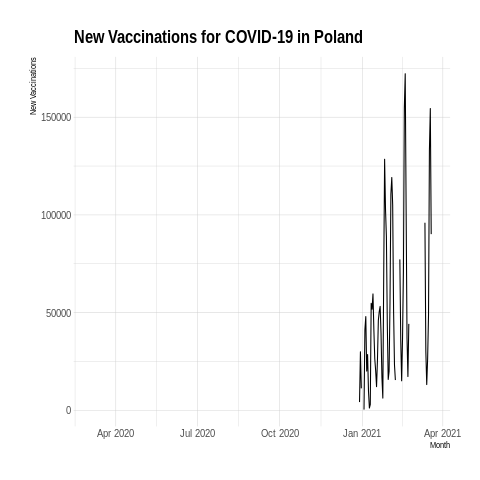 New Vaccinations for COVID-19 in Poland
New Vaccinations
150000
100000
50000
0
Apr 2020 Jul 2020 Oct 2020 Jan 2021 Apr 2021
Month